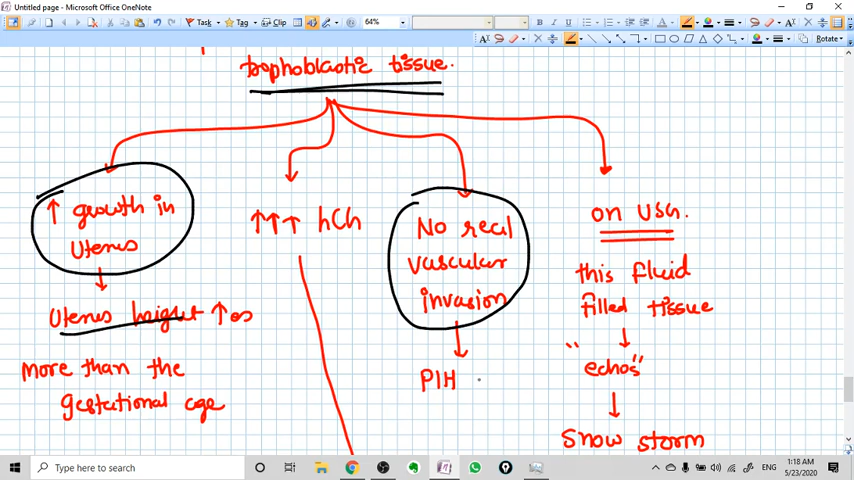 Untitled page - Microsoft OneNote
Task
Tag
Clip
64%
B I U
Rotate
trophoblastic tissue.
↑ growth in
Uterus
Uterus height ↑es
more than the
gestational age
↑↑↑ hCG
No real
vascular
invasion
PIH
on USG.
this fluid
filled tissue
"echos"
Snow storm
Type here to search
ENG
1:18 AM
5/23/2020